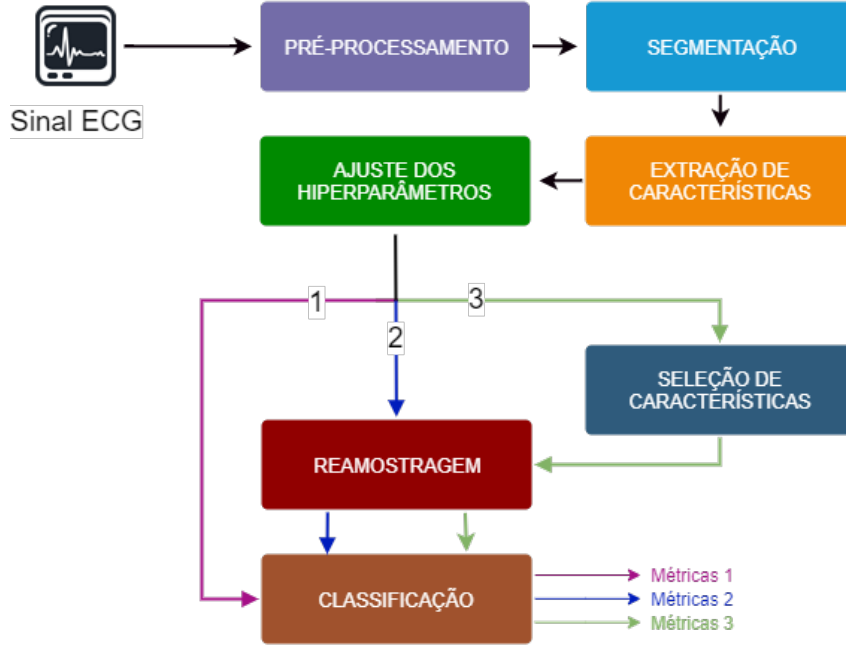 PRÉ-PROCESSAMENTO
SEGMENTAÇÃO
Sinal ECG
AJUSTE DOS
HIPERPARÂMETROS
EXTRAÇÃO DE
CARACTERÍSTICAS
1
2
3
SELEÇÃO DE
CARACTERÍSTICAS
REAMOSTRAGEM
CLASSIFICAÇÃO
Métricas 1
Métricas 2
Métricas 3